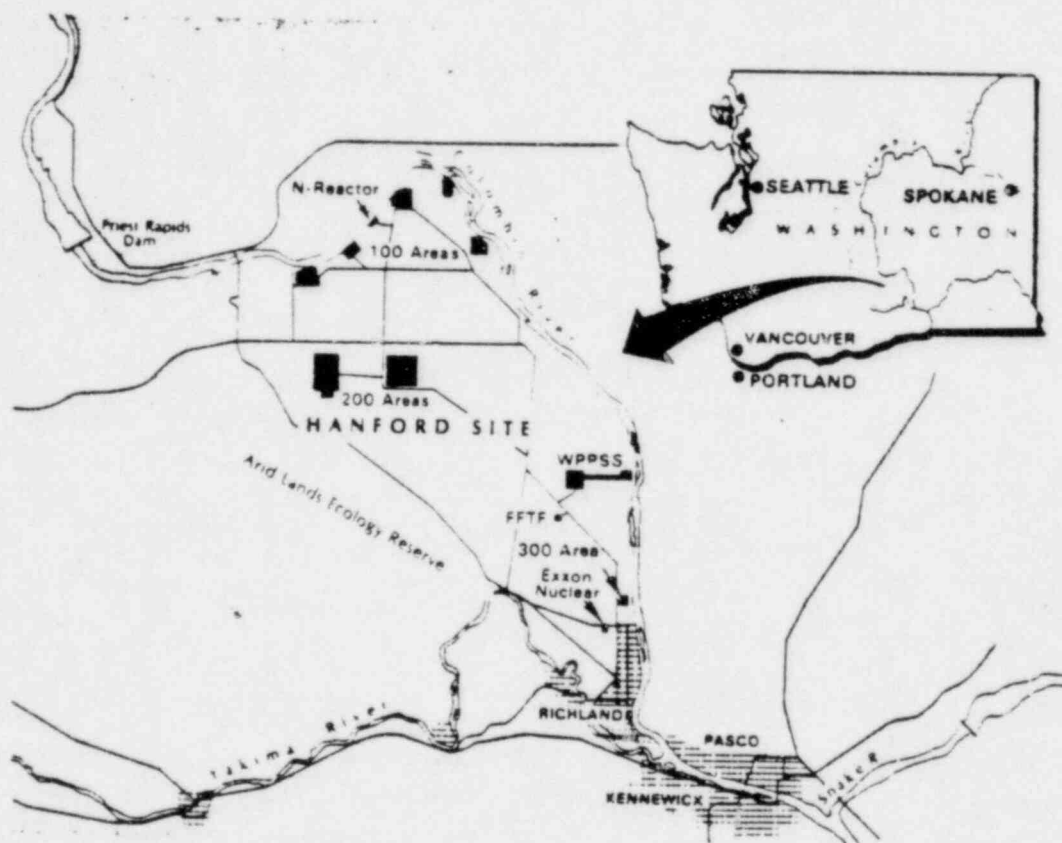 N-Reactor
Priest Rapids
Dam
100 Areas
200 Areas
HANFORD SITE
Arid Lands Ecology Reserve
WPPSS
FFTF
300 Area
Exxon
Nuclear
RICHLAND
Yakima River
PASCO
KENNEWICK
Snake R
SEATTLE
SPOKANE
WASHINGTON
VANCOUVER
PORTLAND